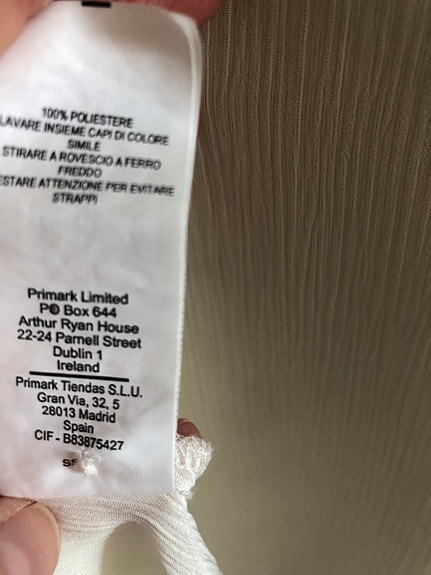 100% POLIESTERE
LAVARE INSIEME CAPI DI COLORE
SIMILE
STIRARE A ROVESCIO A FERRO
FREDDO
ESTARE ATTENZIONE PER EVITARE
STRAPPI
Primark Limited
PO Box 644
Arthur Ryan House
22-24 Parnell Street
Dublin 1
Ireland
Primark Tiendas S.L.U.
Gran Via, 32, 5
28013 Madrid
Spain
CIF - B83875427